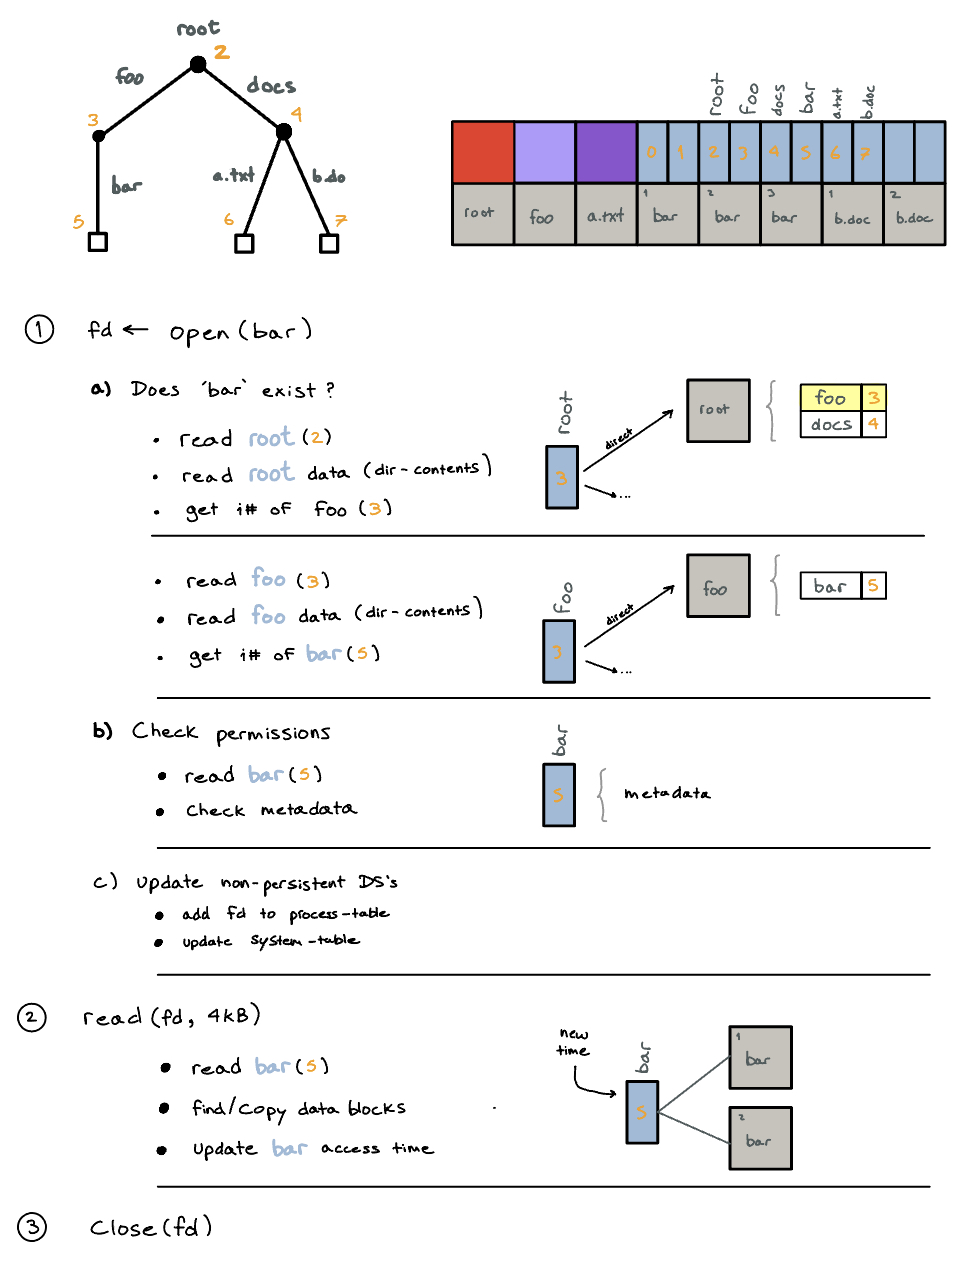 root
2
foo
docs
3
4
bar
a.txt
b.do
5
6
7
root
foo
docs
bar
a.txt
b.doc
0 1 2 3 4 5 6 7
root
foo
a.txt
1 bar
2 bar
3 bar
1 b.doc
2 b.doc
1 fd ← open(bar)
a) Does 'bar' exist?
• read root (2)
• read root data (dir-contents)
• get i# of foo (3)
root
3
direct
...
root
foo 3
docs 4
• read foo (3)
• read foo data (dir-contents)
• get i# of bar (5)
foo
3
direct
...
foo
bar 5
b) Check permissions
• read bar (5)
• Check metadata
bar
5
metadata
c) Update non-persistent DS's
• add fd to process-table
• update system-table
2 read(fd, 4kB)
• read bar (5)
• find/copy data blocks
• update bar access time
new
time
bar
5
1
bar
2
bar
3 Close(fd)